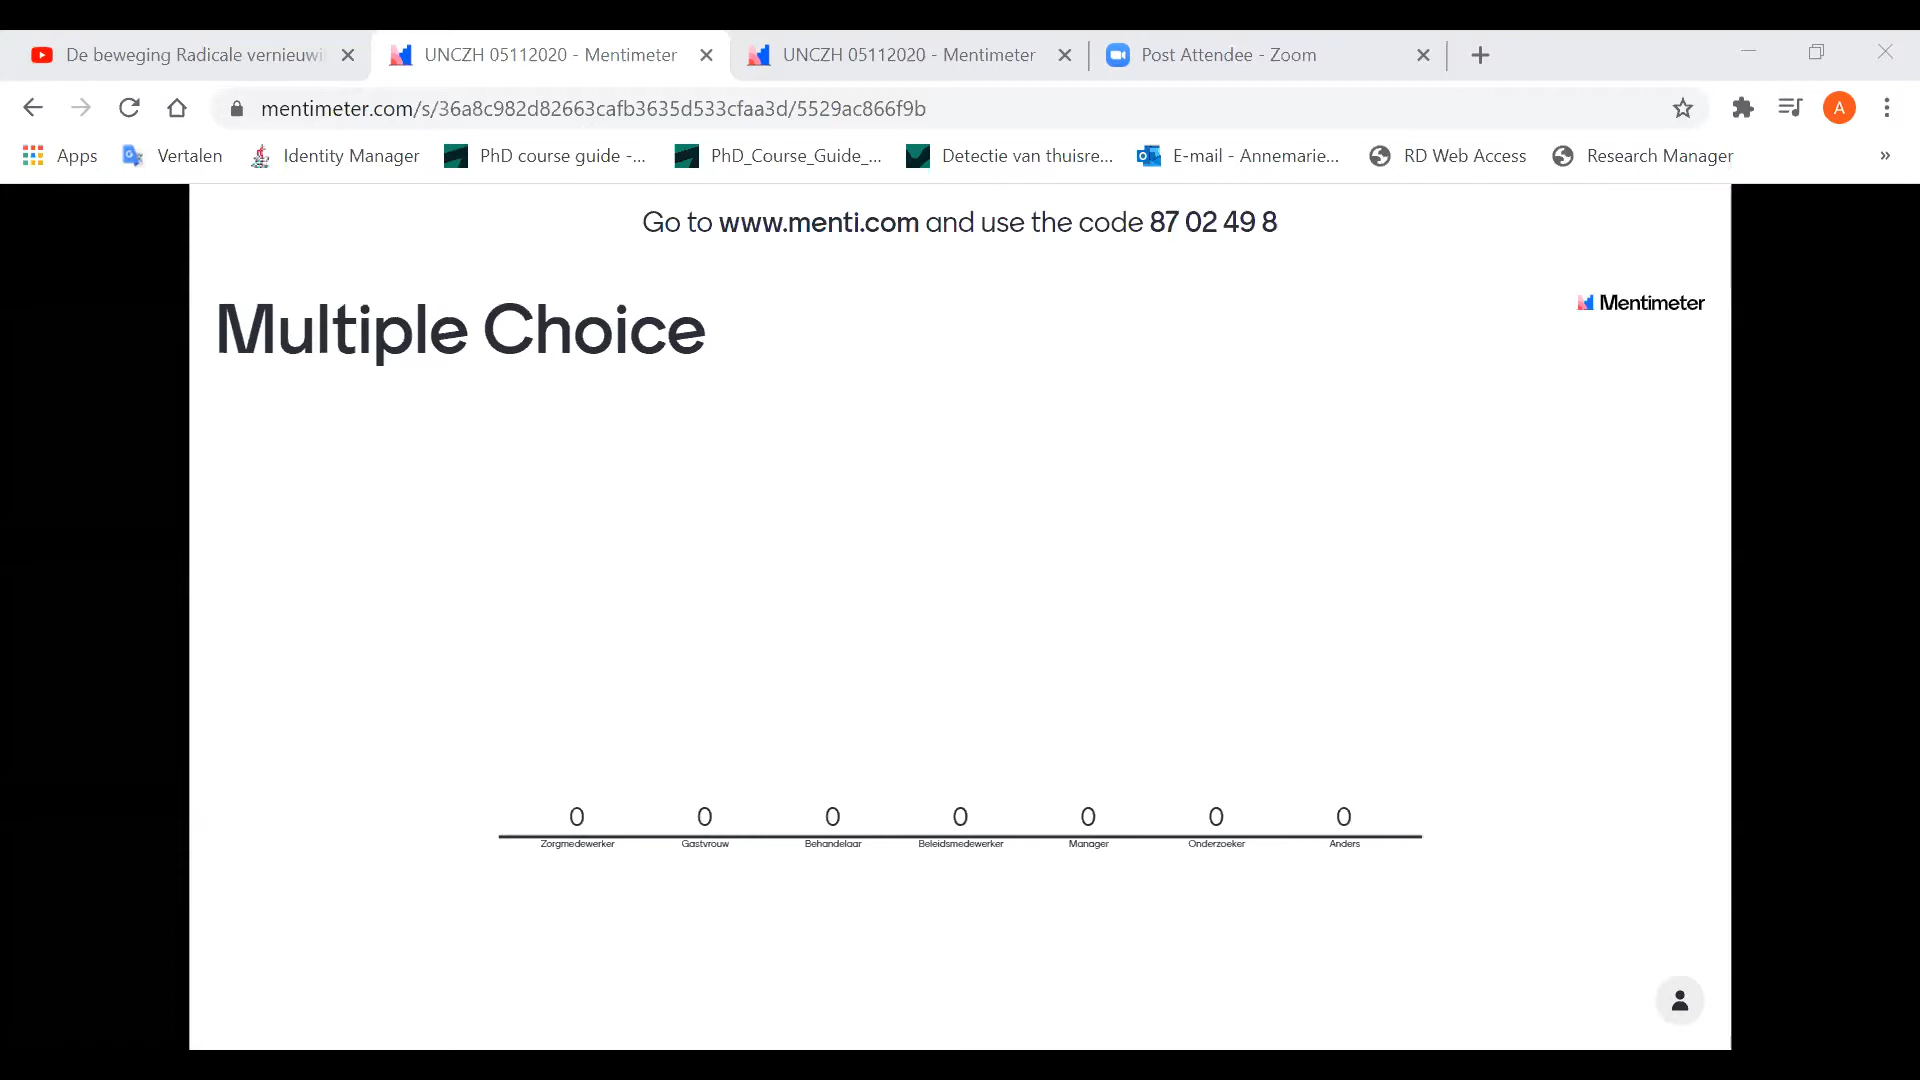 De beweging Radicale vernieuwi
UNCZH 05112020 - Mentimeter
UNCZH 05112020 - Mentimeter
Post Attendee - Zoom
mentimeter.com/s/36a8c982d82663cafb3635d533cfaa3d/5529ac866f9b
A
Apps
Vertalen
Identity Manager
PhD course guide -...
PhD_Course_Guide_...
Detectie van thuisre...
E-mail - Annemarie...
RD Web Access
Research Manager
»
Go to www.menti.com and use the code 87 02 49 8
Mentimeter
Multiple Choice
0 0 0 0 0 0 0
Zorgmedewerker Gastvrouw Behandelaar Beleidsmedewerker Manager Onderzoeker Anders